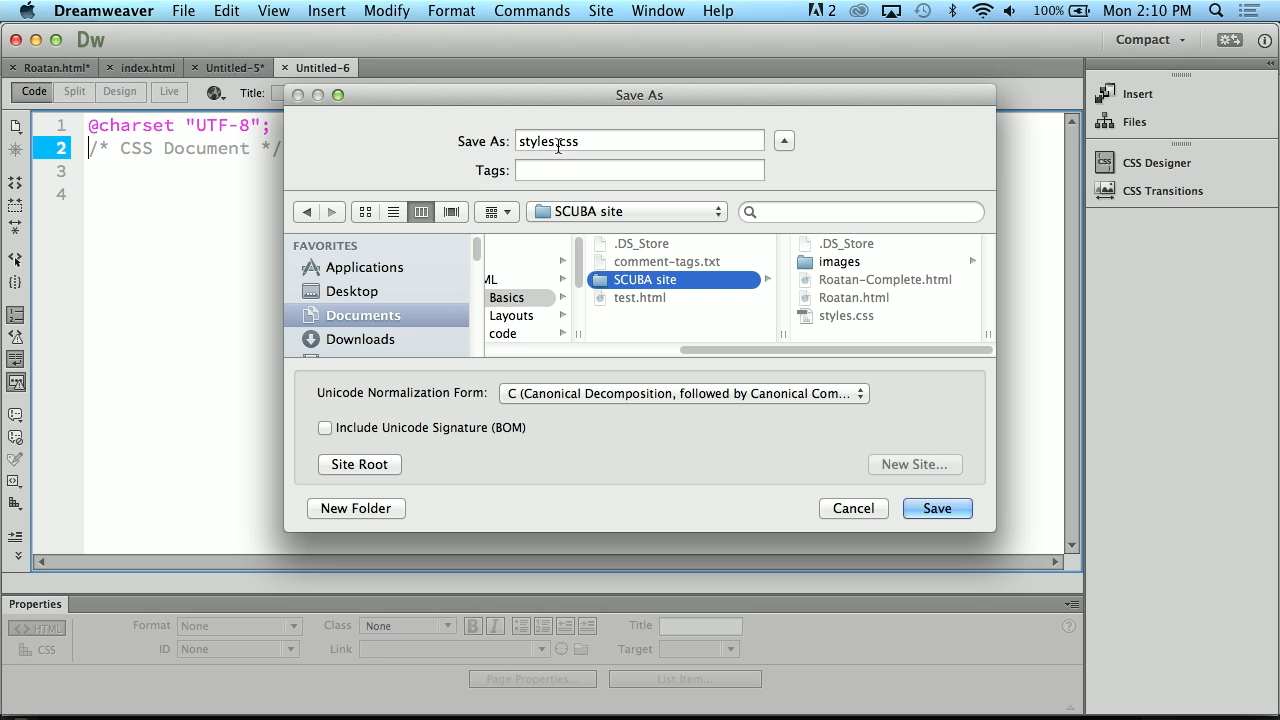 Dreamweaver File Edit View Insert Modify Format Commands Site Window Help 2 100% Mon 2:10 PM
Dw Compact
Roatan.html* index.html Untitled-5* Untitled-6
Code Split Design Live Title:
Save As
1 @charset "UTF-8";
2 /* CSS Document */
3
4
Save As: styles.css
Tags:
SCUBA site
FAVORITES
Applications
Desktop
Documents
Downloads
ML
Basics
Layouts
code
.DS_Store
comment-tags.txt
SCUBA site
test.html
.DS_Store
images
Roatan-Complete.html
Roatan.html
styles.css
Unicode Normalization Form: C (Canonical Decomposition, followed by Canonical Com...
Include Unicode Signature (BOM)
Site Root New Site...
New Folder Cancel Save
Insert
Files
CSS Designer
CSS Transitions
Properties
<> HTML Format None Class None B I Title
CSS ID None Link Target
Page Properties... List Item...